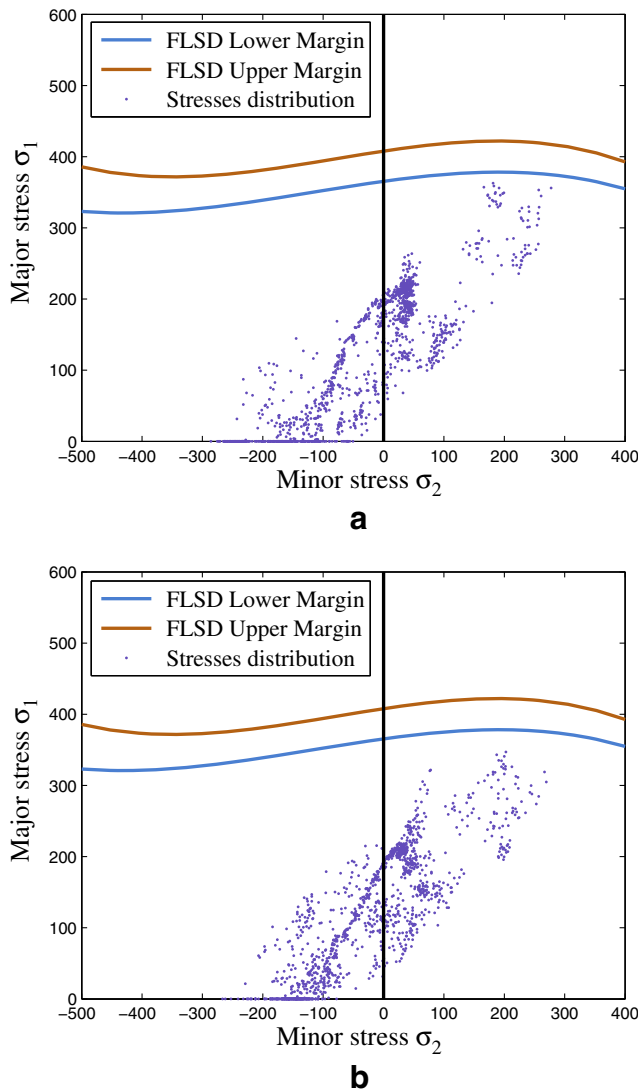 600
500
400
300
200
100
0
FLSD Lower Margin
FLSD Upper Margin
Stresses distribution
Major stress σ1
−500 −400 −300 −200 −100 0 100 200 300 400
Minor stress σ2
a
600
500
400
300
200
100
0
FLSD Lower Margin
FLSD Upper Margin
Stresses distribution
Major stress σ1
−500 −400 −300 −200 −100 0 100 200 300 400
Minor stress σ2
b